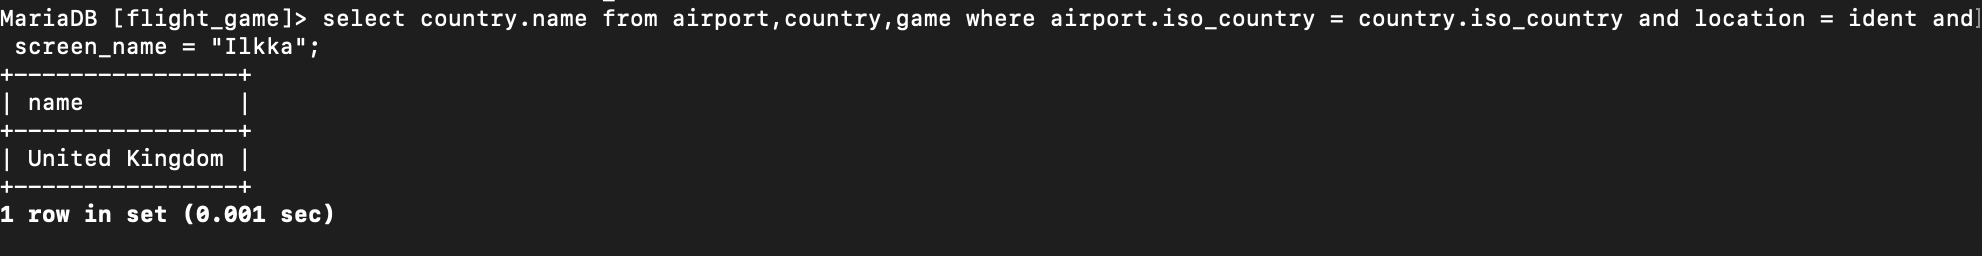 MariaDB [flight_game]> select country.name from airport,country,game where airport.iso_country = country.iso_country and location = ident and]
 screen_name = "Ilkka";
+----------------+
| name           |
+----------------+
| United Kingdom |
+----------------+
1 row in set (0.001 sec)